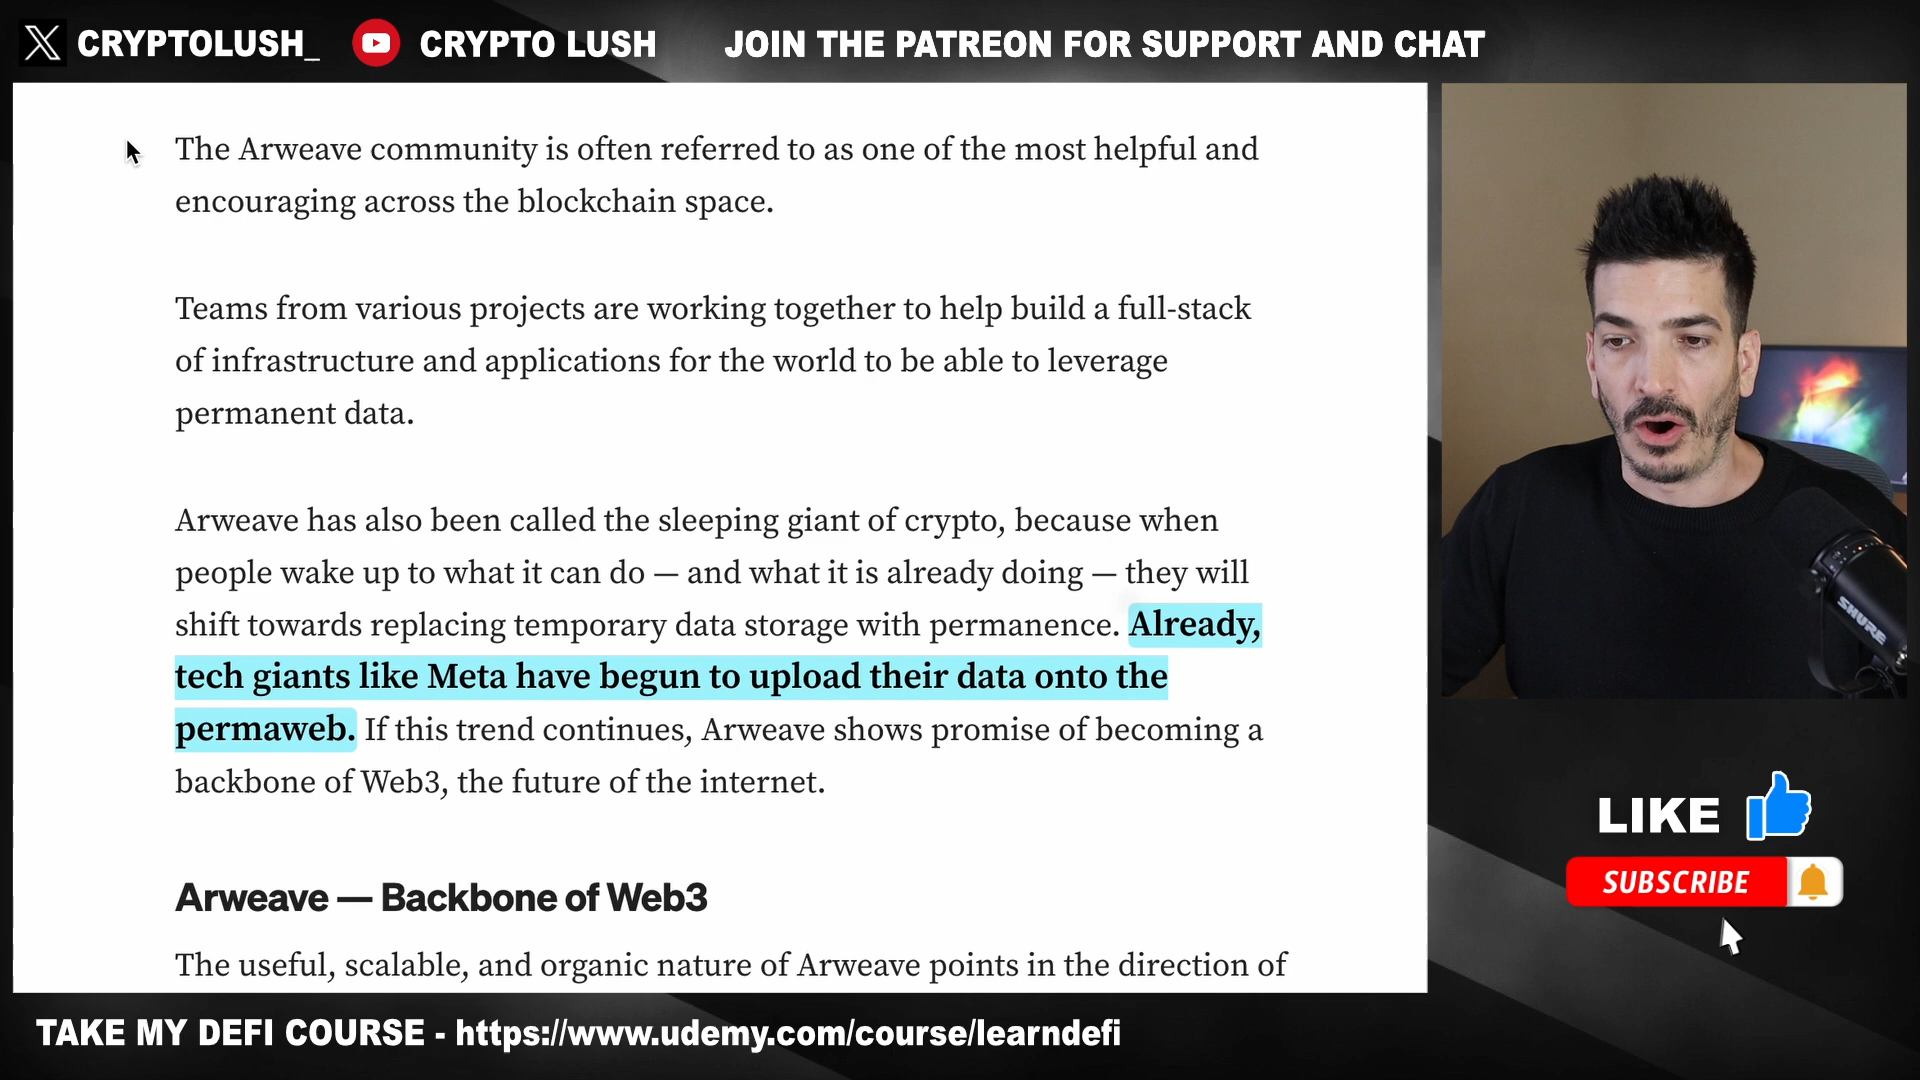 CRYPTOLUSH_
CRYPTO LUSH
JOIN THE PATREON FOR SUPPORT AND CHAT
The Arweave community is often referred to as one of the most helpful and
encouraging across the blockchain space.
Teams from various projects are working together to help build a full-stack
of infrastructure and applications for the world to be able to leverage
permanent data.
Arweave has also been called the sleeping giant of crypto, because when
people wake up to what it can do — and what it is already doing — they will
shift towards replacing temporary data storage with permanence. Already,
tech giants like Meta have begun to upload their data onto the
permaweb. If this trend continues, Arweave shows promise of becoming a
backbone of Web3, the future of the internet.
Arweave — Backbone of Web3
The useful, scalable, and organic nature of Arweave points in the direction of
SHURE
LIKE
SUBSCRIBE
TAKE MY DEFI COURSE - https://www.udemy.com/course/learndefi